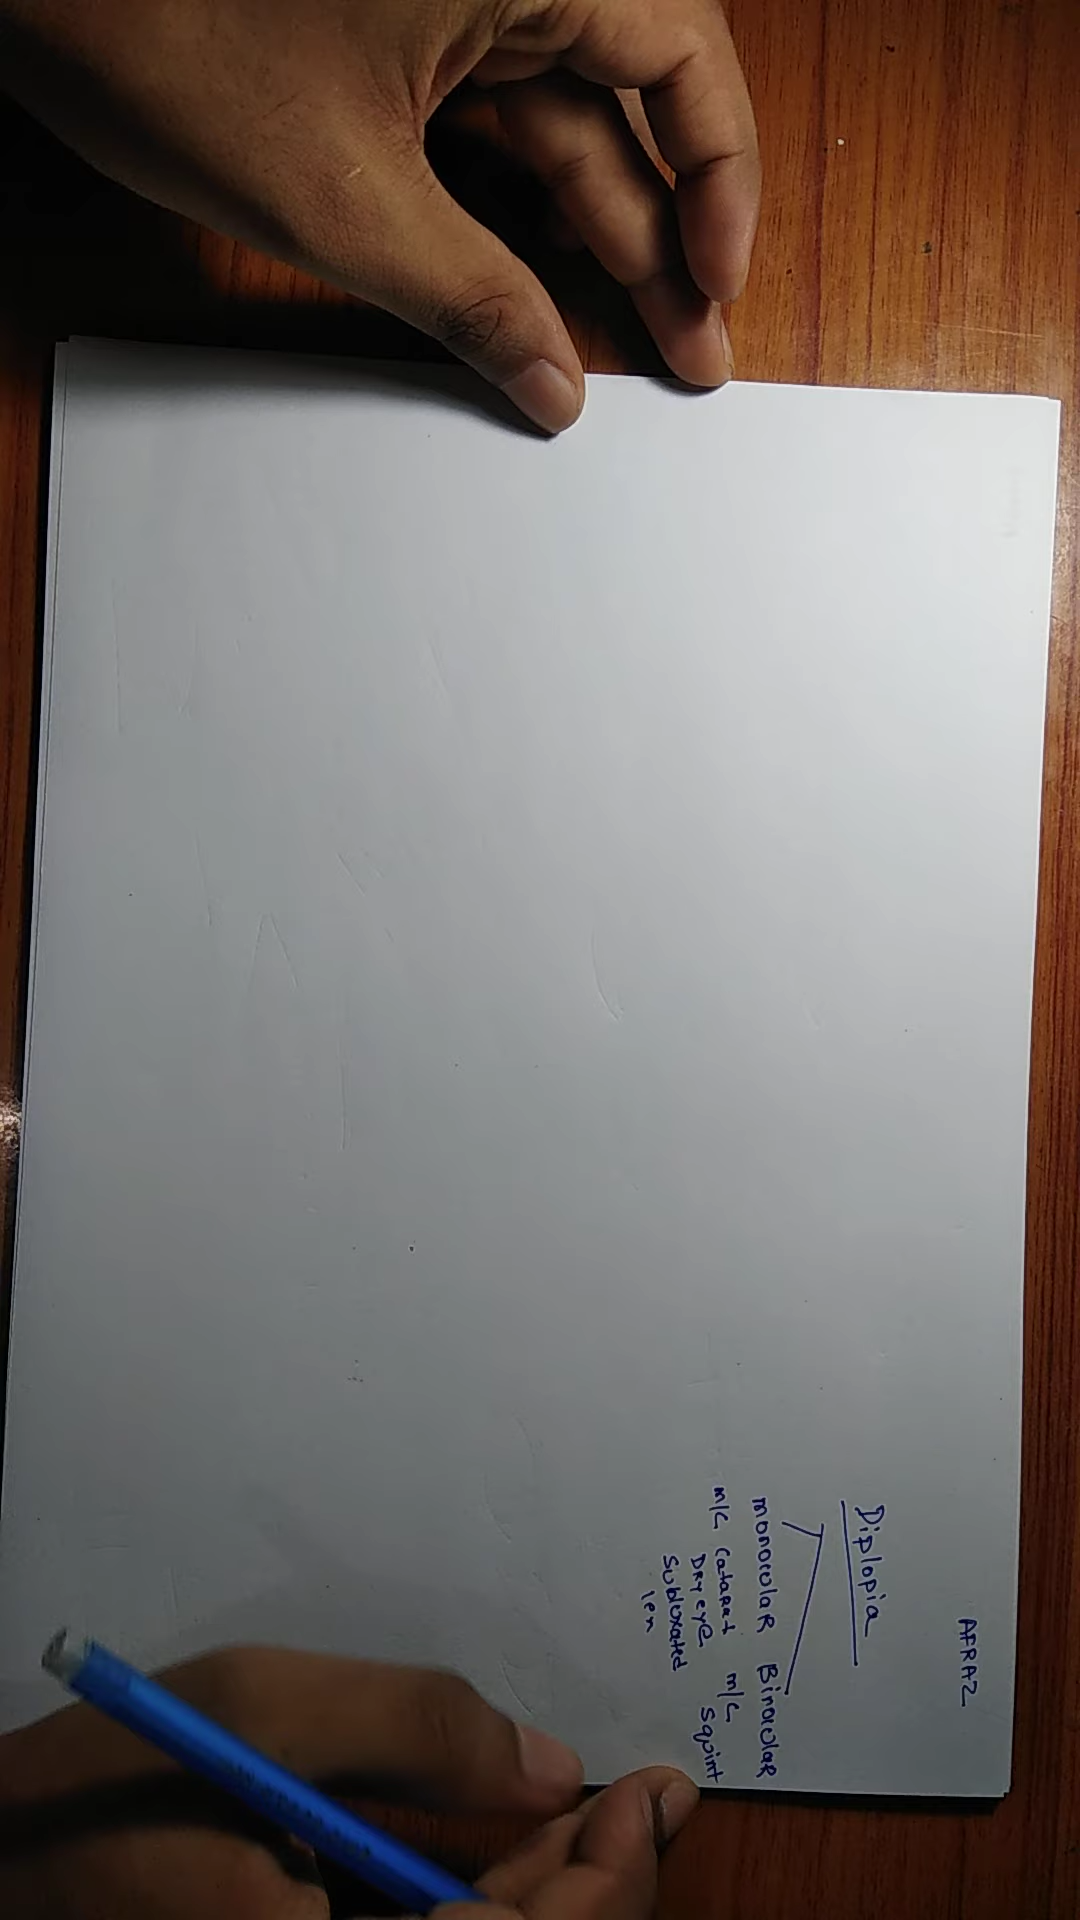 AFRAZ
Diplopia
monocular Binocular
m/c Cataract m/c
Dry eye Squint
Subluxated
len